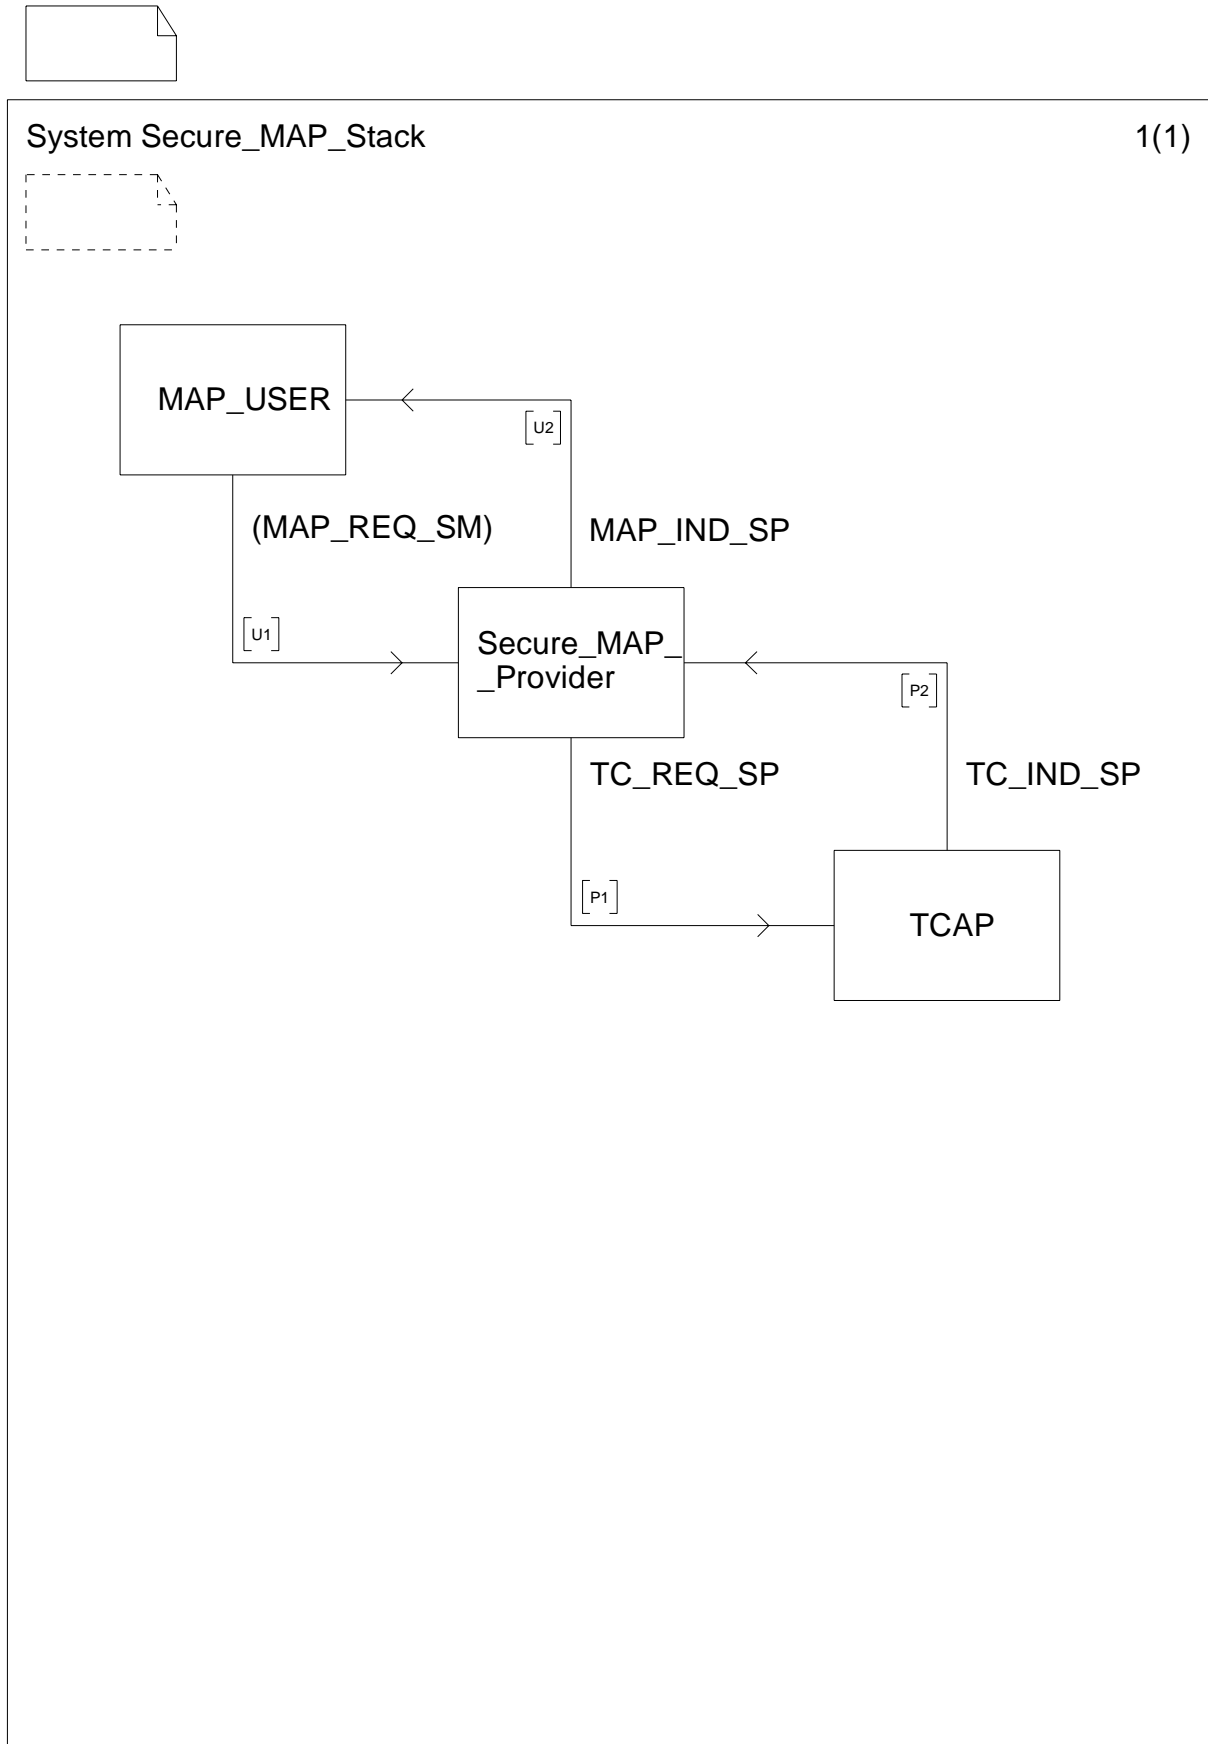 System Secure_MAP_Stack 1(1)
MAP_USER
[U2]
(MAP_REQ_SM) MAP_IND_SP
[U1]
Secure_MAP_
_Provider
[P2]
TC_REQ_SP TC_IND_SP
[P1]
TCAP